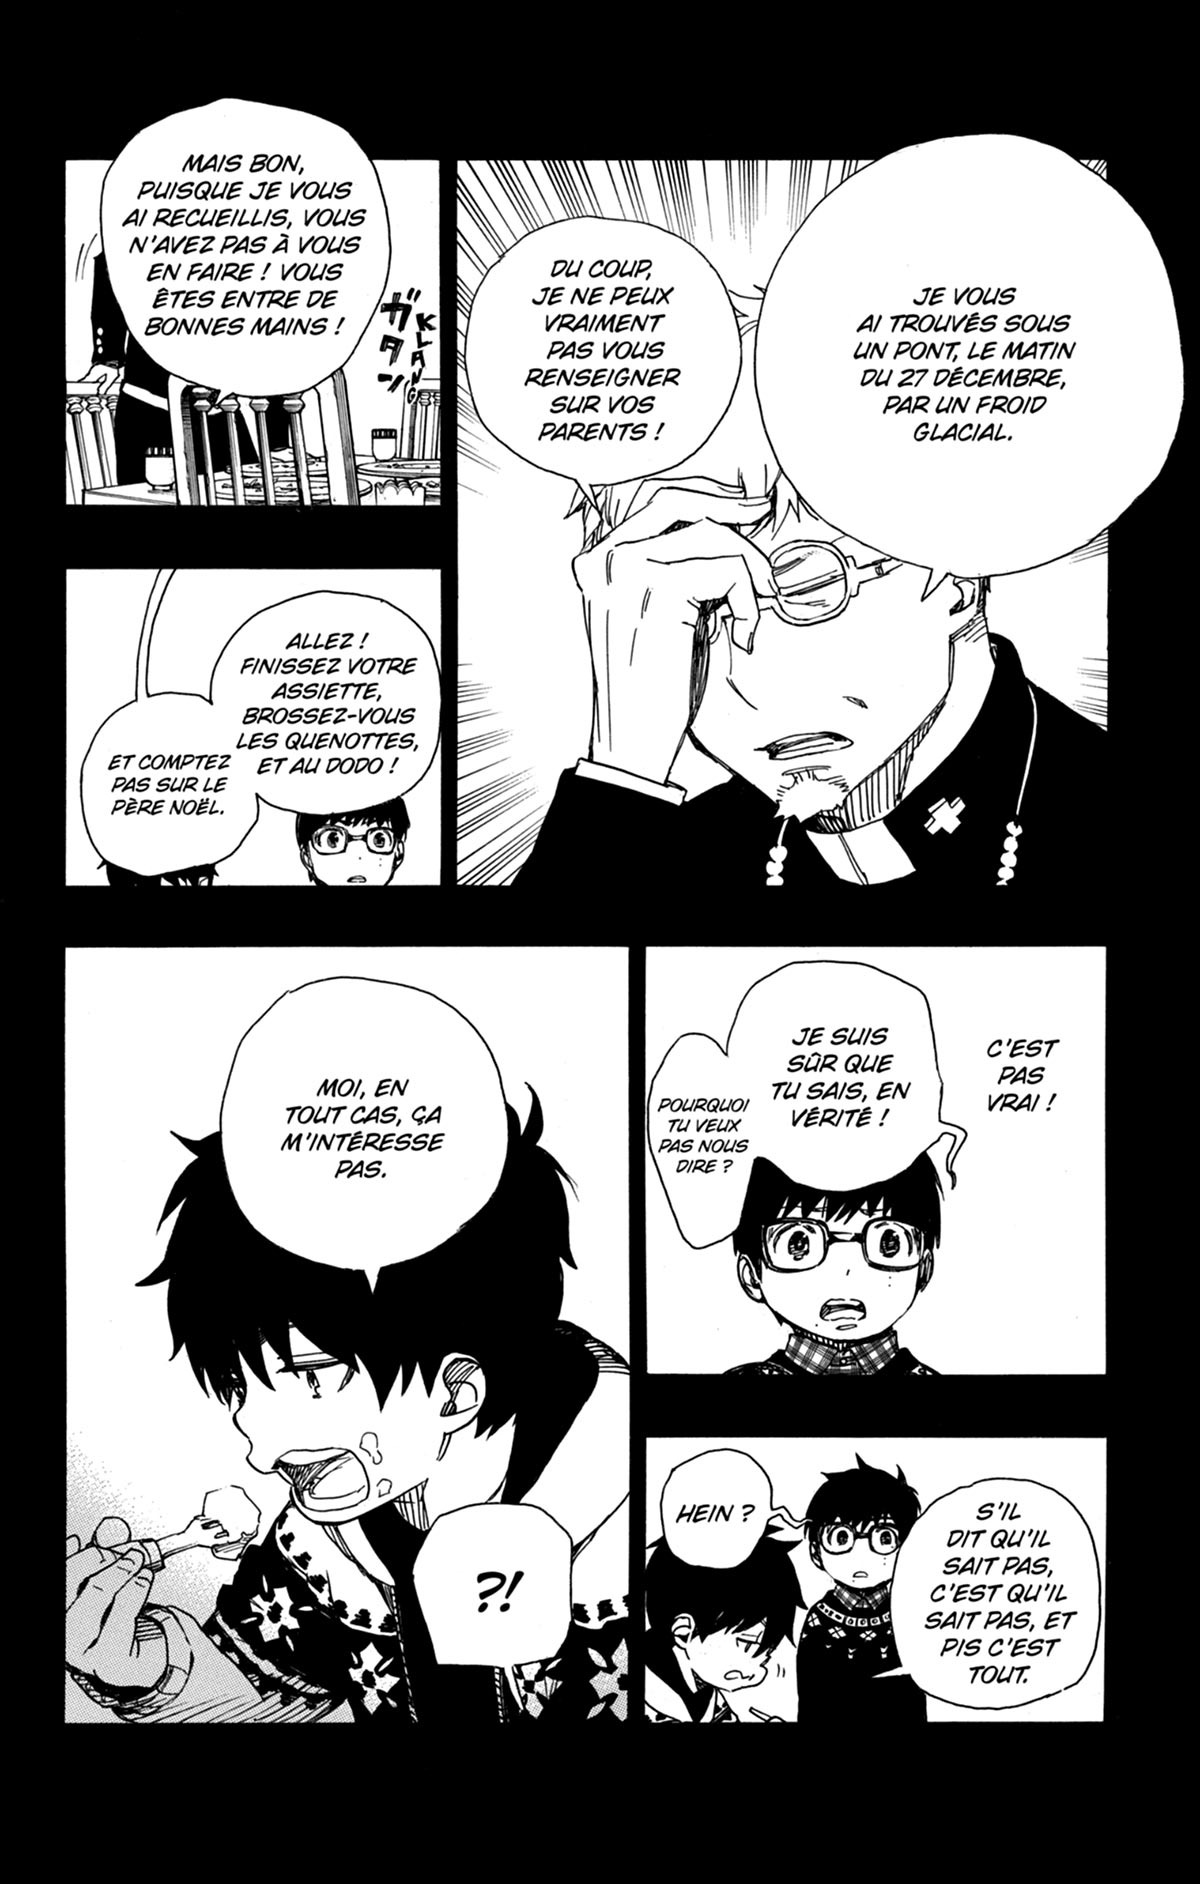 JE VOUS
AI TROUVÉS SOUS
UN PONT, LE MATIN
DU 27 DÉCEMBRE,
PAR UN FROID
GLACIAL.
DU COUP,
JE NE PEUX
VRAIMENT
PAS VOUS
RENSEIGNER
SUR VOS
PARENTS !
MAIS BON,
PUISQUE JE VOUS
AI RECUEILLIS, VOUS
N'AVEZ PAS À VOUS
EN FAIRE ! VOUS
ÊTES ENTRE DE
BONNES MAINS !
ガタン
KLANG
ALLEZ !
FINISSEZ VOTRE
ASSIETTE,
BROSSEZ-VOUS
LES QUENOTTES,
ET AU DODO !
ET COMPTEZ
PAS SUR LE
PÈRE NOËL.
C'EST
PAS
VRAI !
JE SUIS
SÛR QUE
TU SAIS, EN
VÉRITÉ !
POURQUOI
TU VEUX
PAS NOUS
DIRE ?
S'IL
DIT QU'IL
SAIT PAS,
C'EST QU'IL
SAIT PAS, ET
PIS C'EST
TOUT.
HEIN ?
MOI, EN
TOUT CAS, ÇA
M'INTÉRESSE
PAS.
?!